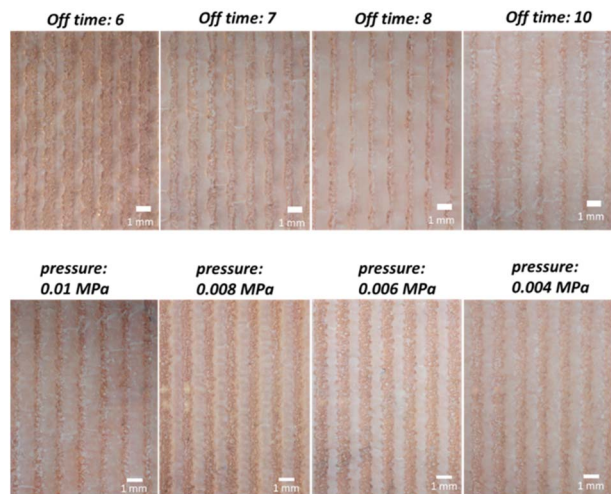 Off time: 6
Off time: 7
Off time: 8
Off time: 10
1 mm
1 mm
1 mm
1 mm
pressure:
0.01 MPa
pressure:
0.008 MPa
pressure:
0.006 MPa
pressure:
0.004 MPa
1 mm
1 mm
1 mm
1 mm